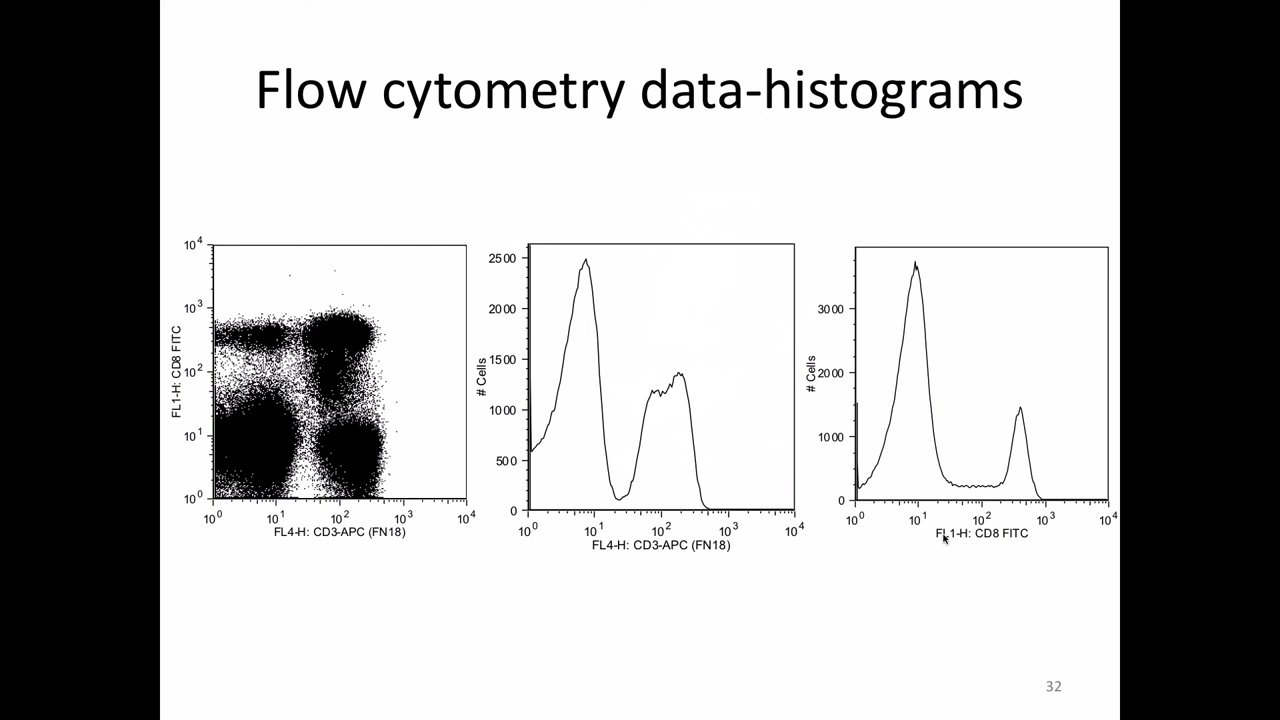 Flow cytometry data-histograms
10^4
10^3
10^2
10^1
10^0
FL1-H: CD8 FITC
10^0 10^1 10^2 10^3 10^4
FL4-H: CD3-APC (FN18)
2500
2000
1500
1000
500
0
# Cells
10^0 10^1 10^2 10^3 10^4
FL4-H: CD3-APC (FN18)
3000
2000
1000
0
# Cells
10^0 10^1 10^2 10^3 10^4
FL1-H: CD8 FITC
32